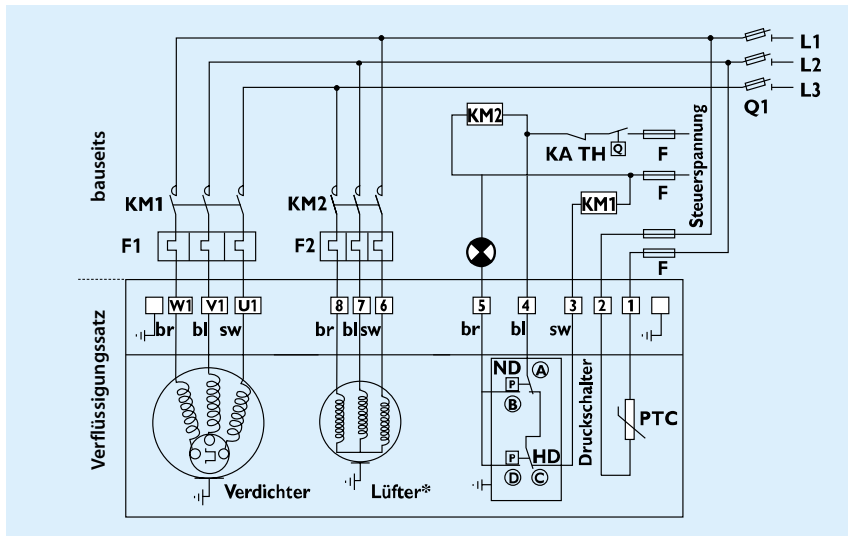 L1
L2
L3
Q1
KM2
KA TH Q F
F
Steuerspannung
KM1
F
bauseits
KM1
KM2
F1
F2
W1 V1 U1 8 7 6 5 4 3 2 1
br bl sw br bl sw br bl sw
Verflüssigungssatz
ND A
P
B
Druckschalter
PTC
P HD
D C
Verdichter
Lüfter*